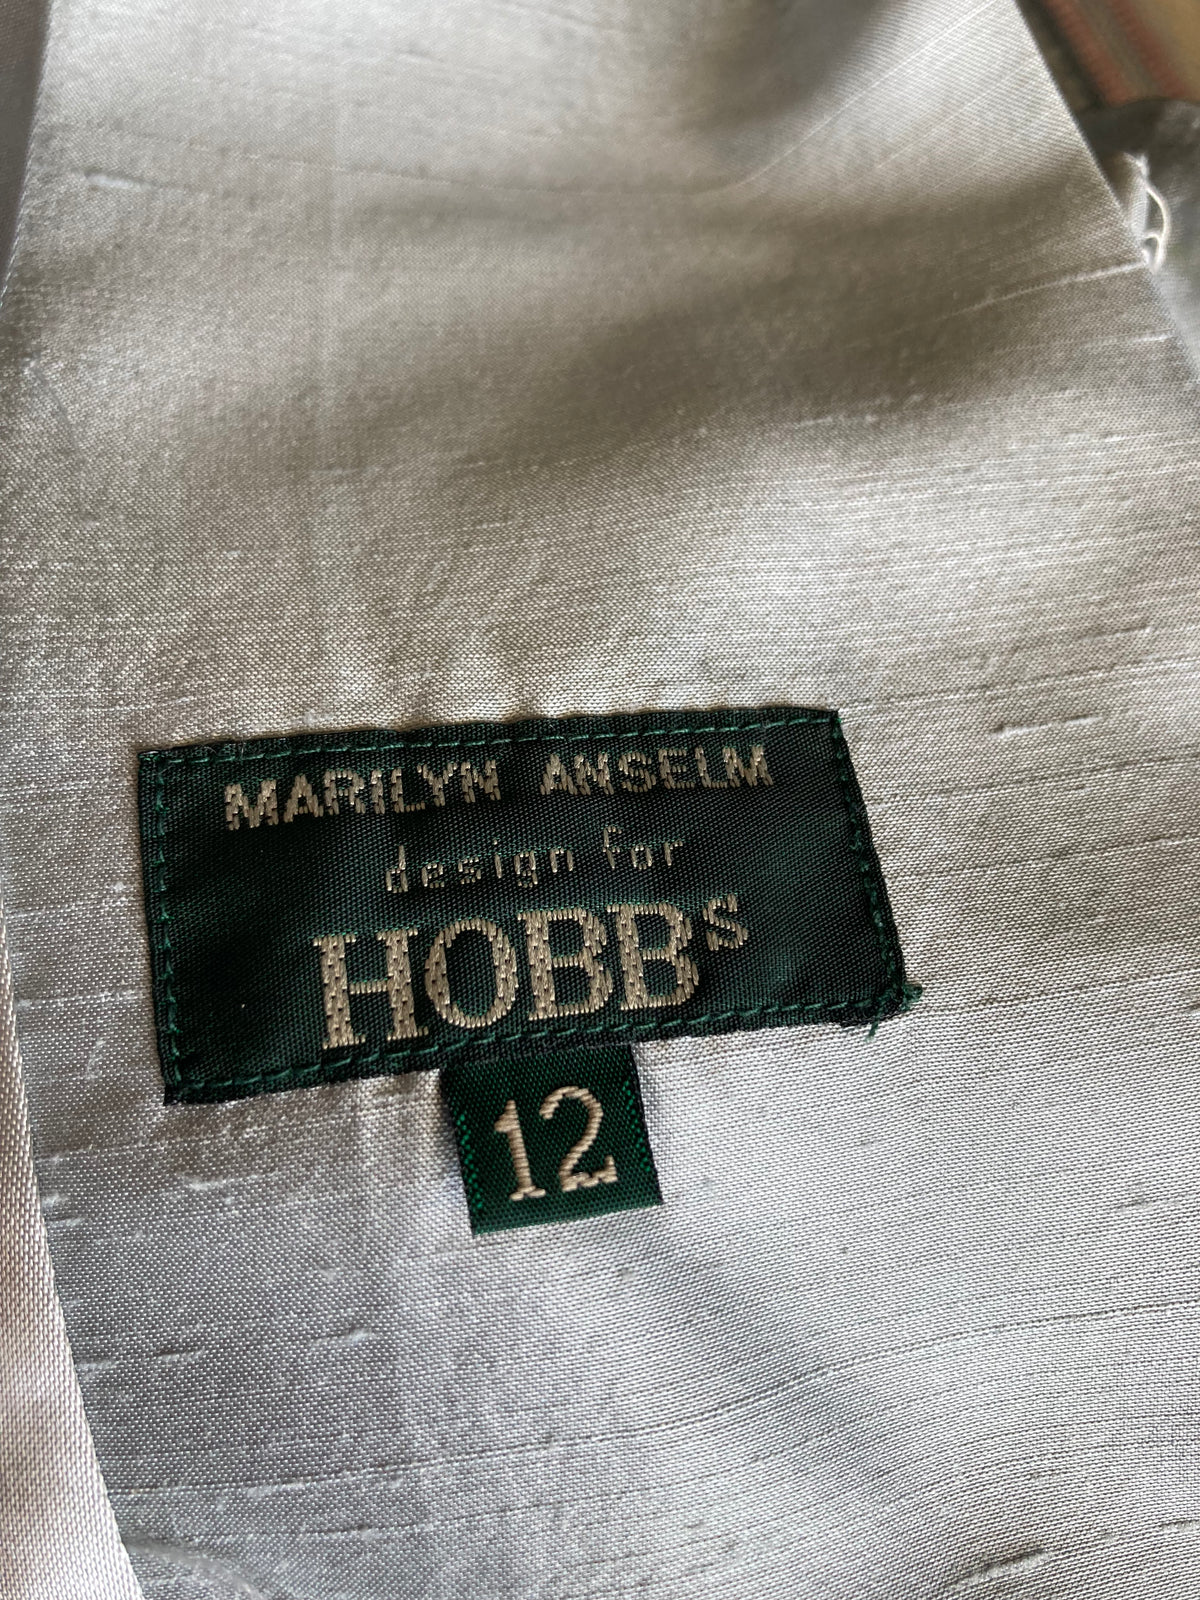 MARILYN ANSELM
design for
HOBBS
12